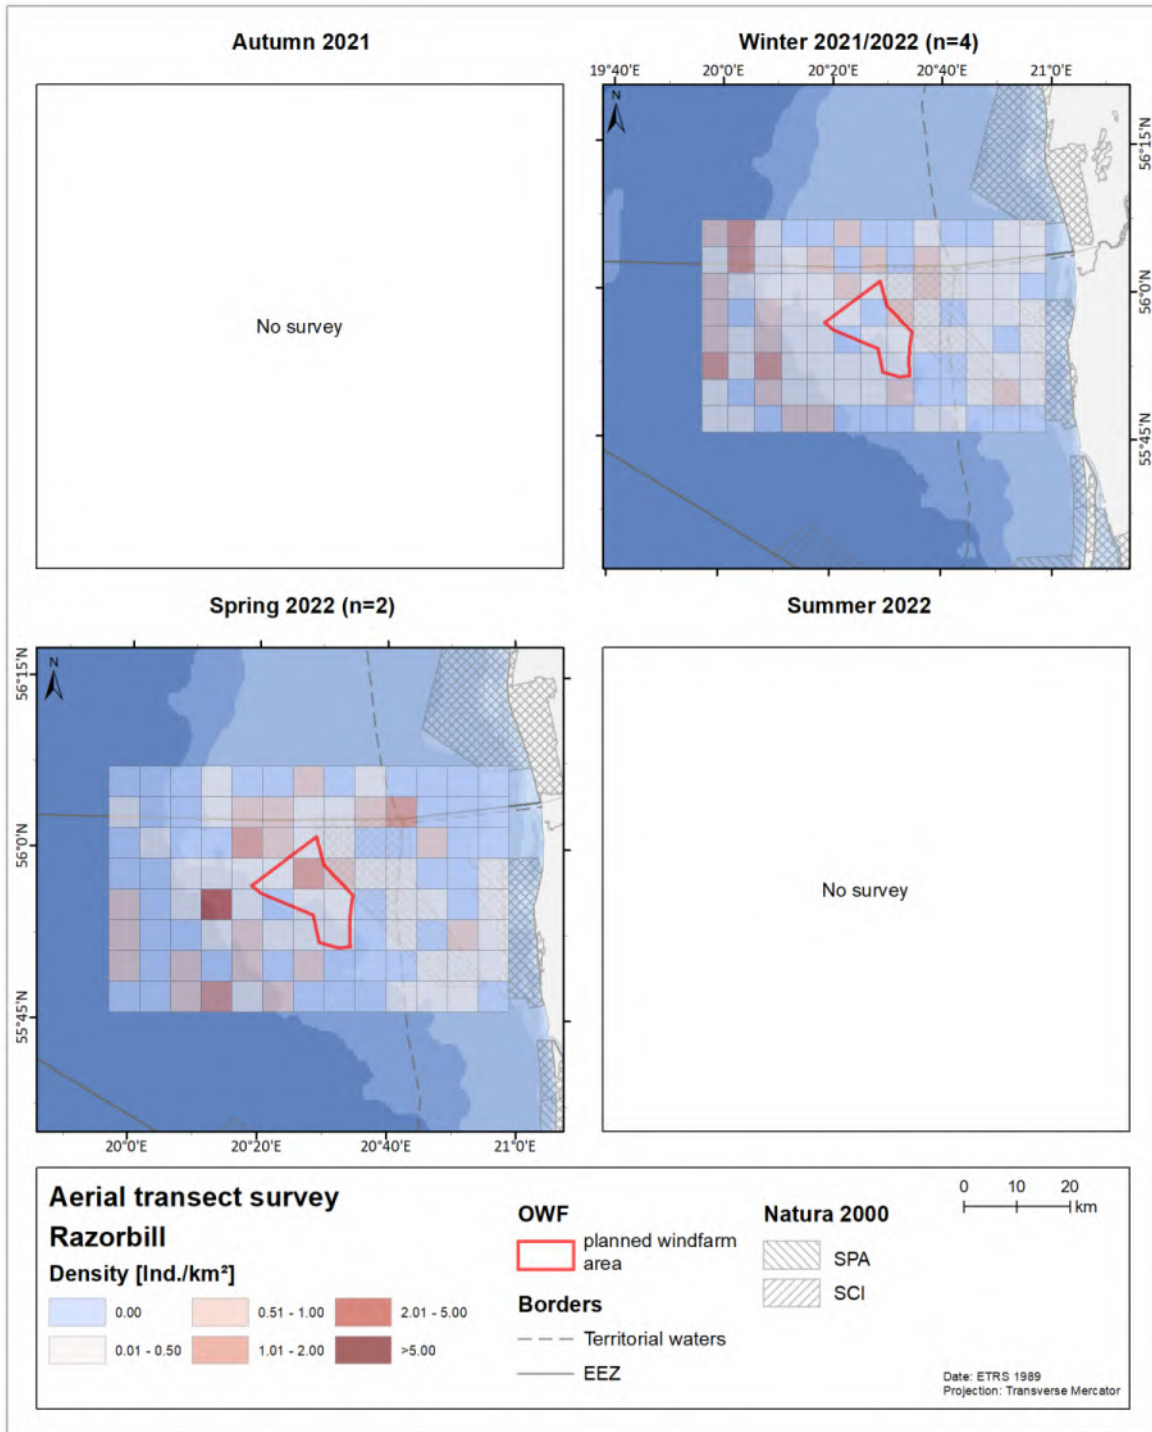 Autumn 2021
Winter 2021/2022 (n=4)
19°40'E 20°0'E 20°20'E 20°40'E 21°0'E
N
56°15'N
56°0'N
55°45'N
No survey
Spring 2022 (n=2)
Summer 2022
N
56°15'N
56°0'N
55°45'N
20°0'E 20°20'E 20°40'E 21°0'E
No survey
Aerial transect survey
Razorbill
Density [Ind./km²]
0.00 0.51 - 1.00 2.01 - 5.00
0.01 - 0.50 1.01 - 2.00 >5.00
OWF
planned windfarm
area
Borders
Territorial waters
EEZ
Natura 2000
SPA
SCI
0 10 20
km
Date: ETRS 1989
Projection: Transverse Mercator